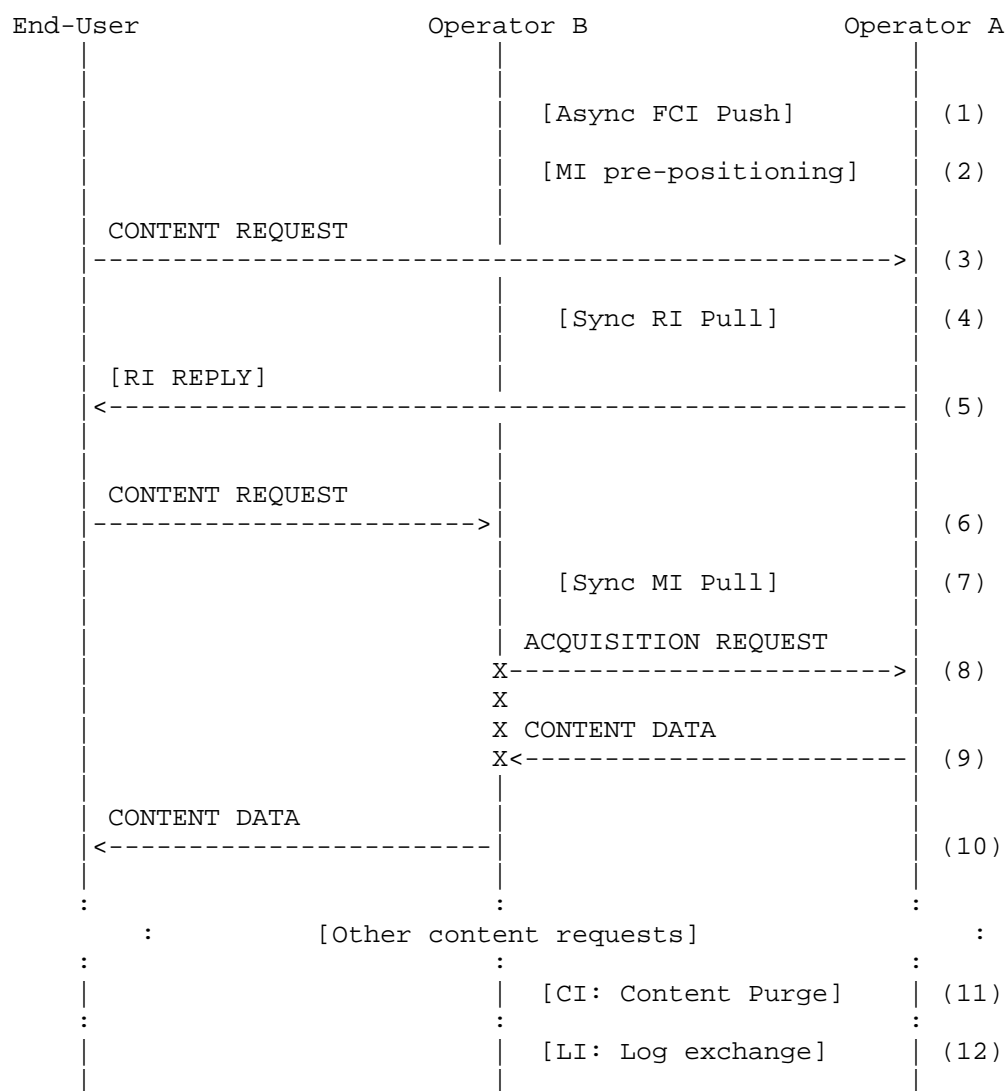 End-User Operator B Operator A
[Async FCI Push] (1)
[MI pre-positioning] (2)
CONTENT REQUEST
(3)
[Sync RI Pull] (4)
[RI REPLY]
(5)
CONTENT REQUEST
(6)
[Sync MI Pull] (7)
ACQUISITION REQUEST
X (8)
X
X CONTENT DATA
X (9)
CONTENT DATA
(10)
[Other content requests]
[CI: Content Purge] (11)
[LI: Log exchange] (12)